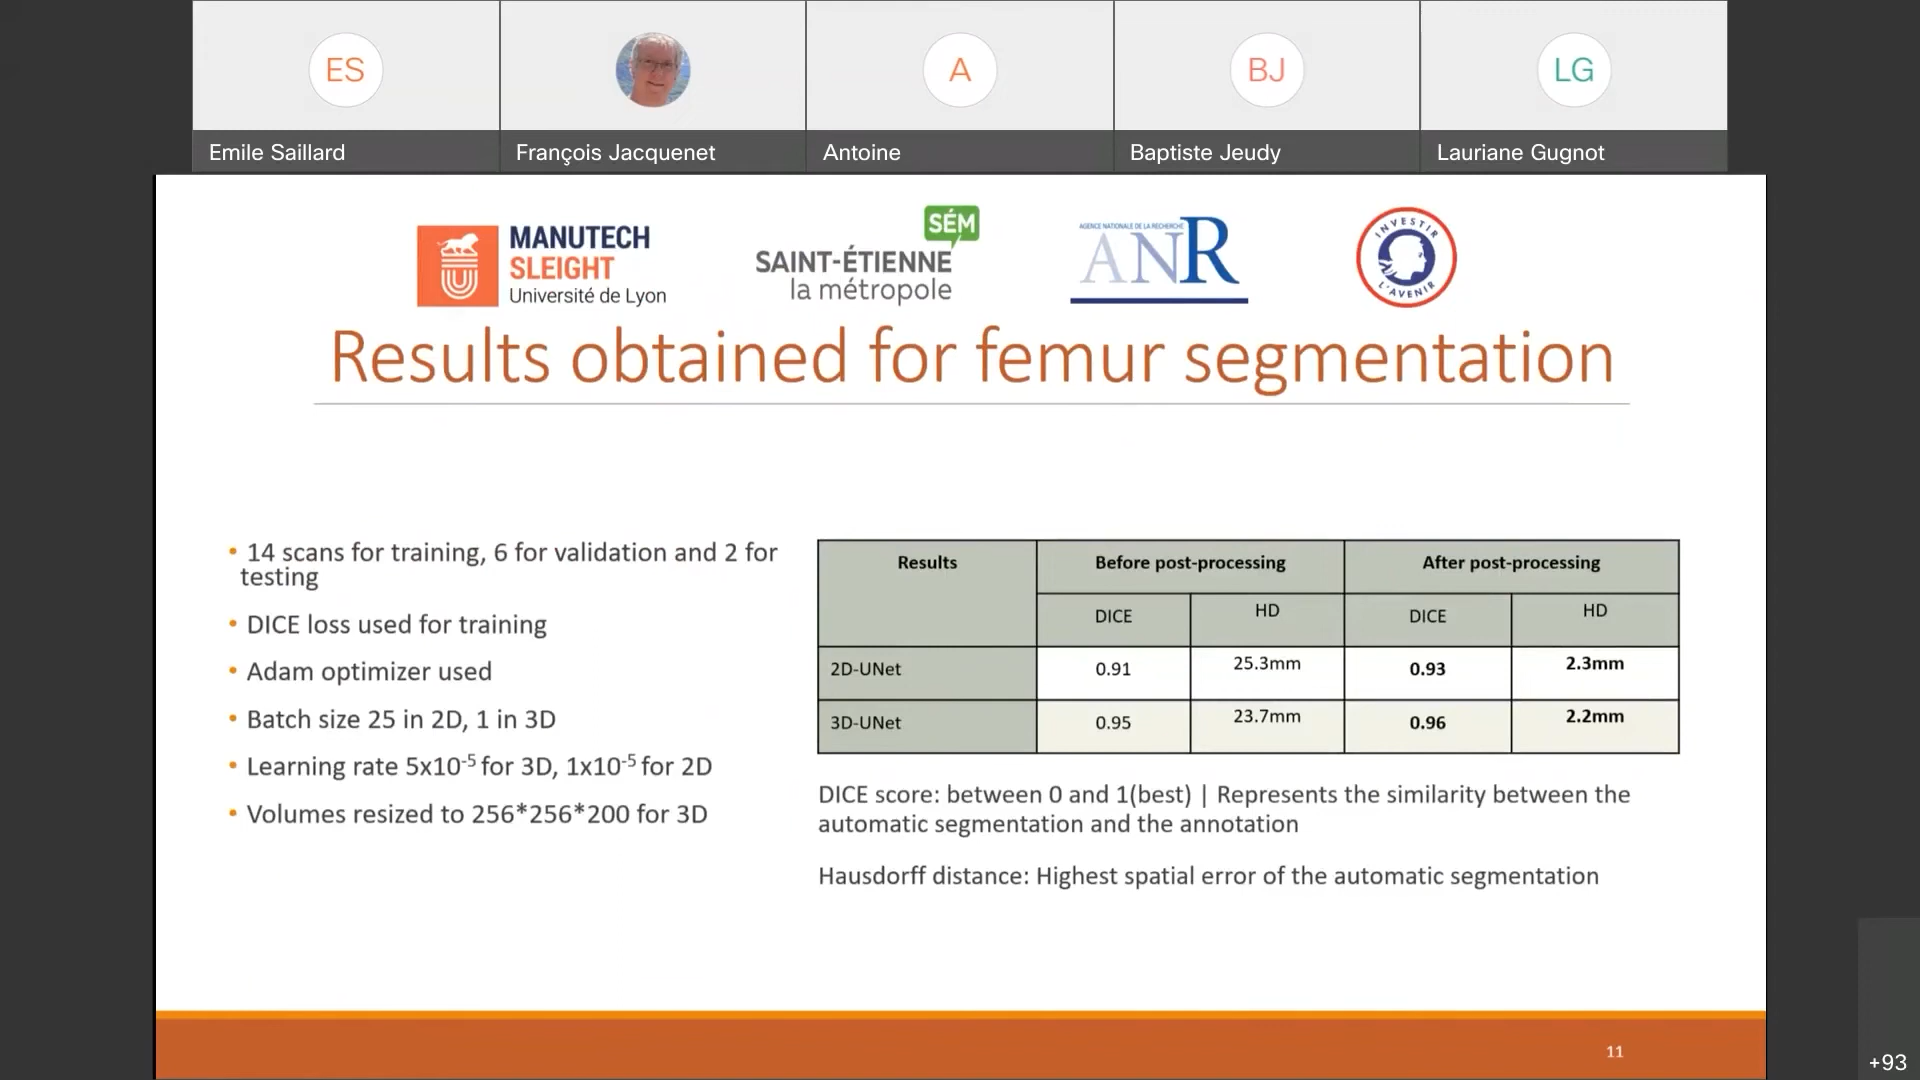 ES
A
BJ
LG
Emile Saillard
François Jacquenet
Antoine
Baptiste Jeudy
Lauriane Gugnot
MANUTECH
SLEIGHT
Université de Lyon
SÉM
SAINT-ÉTIENNE
la métropole
AGENCE NATIONALE DE LA RECHERCHE
ANR
INVESTIR
L'AVENIR
Results obtained for femur segmentation
• 14 scans for training, 6 for validation and 2 for
testing
• DICE loss used for training
• Adam optimizer used
• Batch size 25 in 2D, 1 in 3D
• Learning rate 5x10⁻⁵ for 3D, 1x10⁻⁵ for 2D
• Volumes resized to 256*256*200 for 3D
Results Before post-processing After post-processing
DICE HD DICE HD
2D-UNet 0.91 25.3mm 0.93 2.3mm
3D-UNet 0.95 23.7mm 0.96 2.2mm
DICE score: between 0 and 1(best) | Represents the similarity between the
automatic segmentation and the annotation
Hausdorff distance: Highest spatial error of the automatic segmentation
11
+93